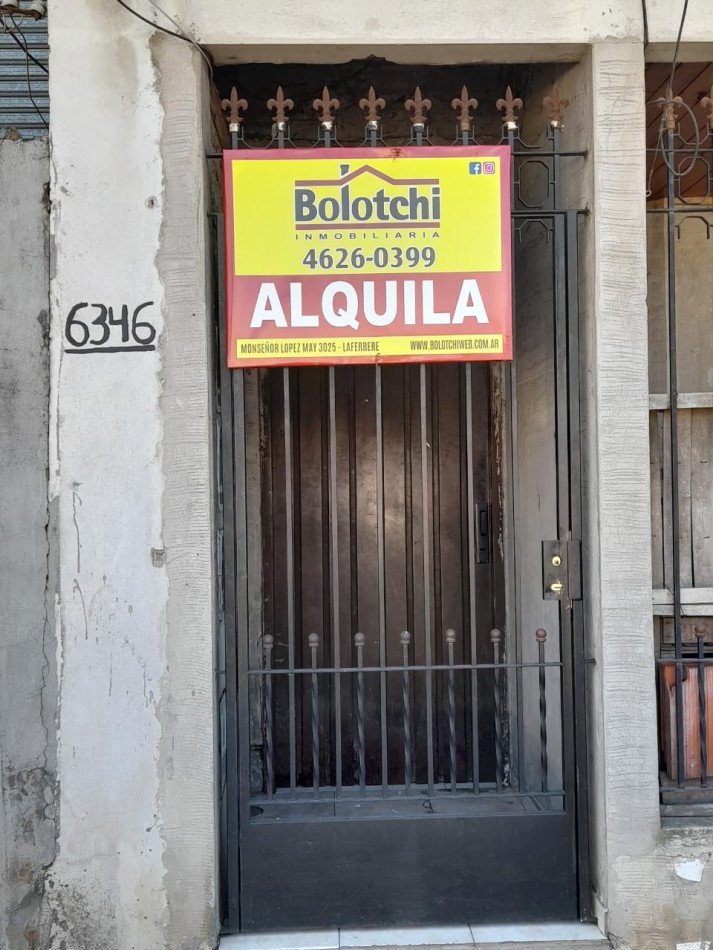 Bolotchi
INMOBILIARIA
4626-0399
ALQUILA
MONSEÑOR LOPEZ MAY 3025 - LAFERRERE WWW.BOLOTCHIWEB.COM.AR
6346